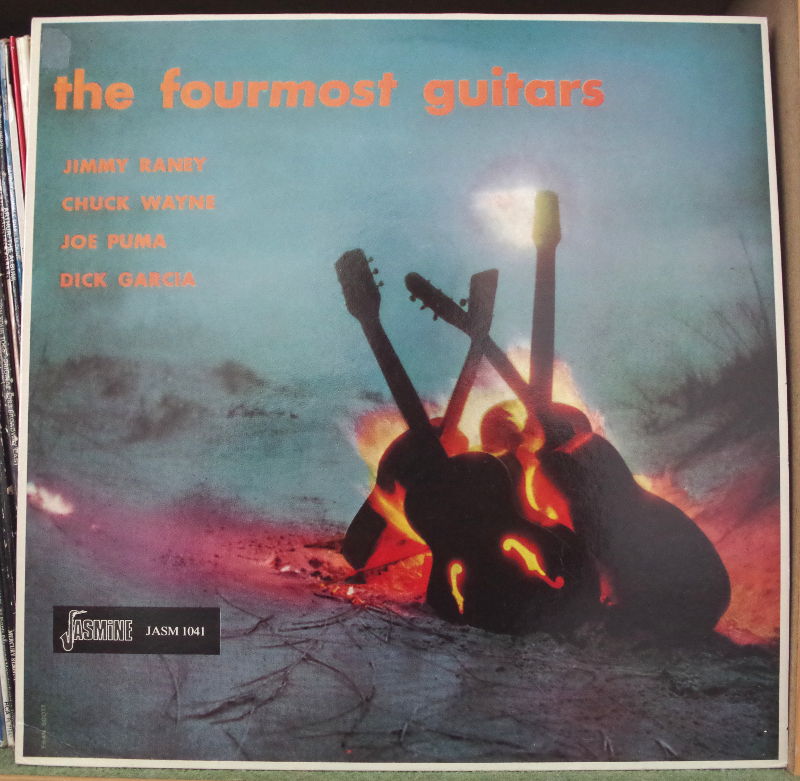 the fourmost guitars
JIMMY RANEY
CHUCK WAYNE
JOE PUMA
DICK GARCIA
JASMINE JASM 1041